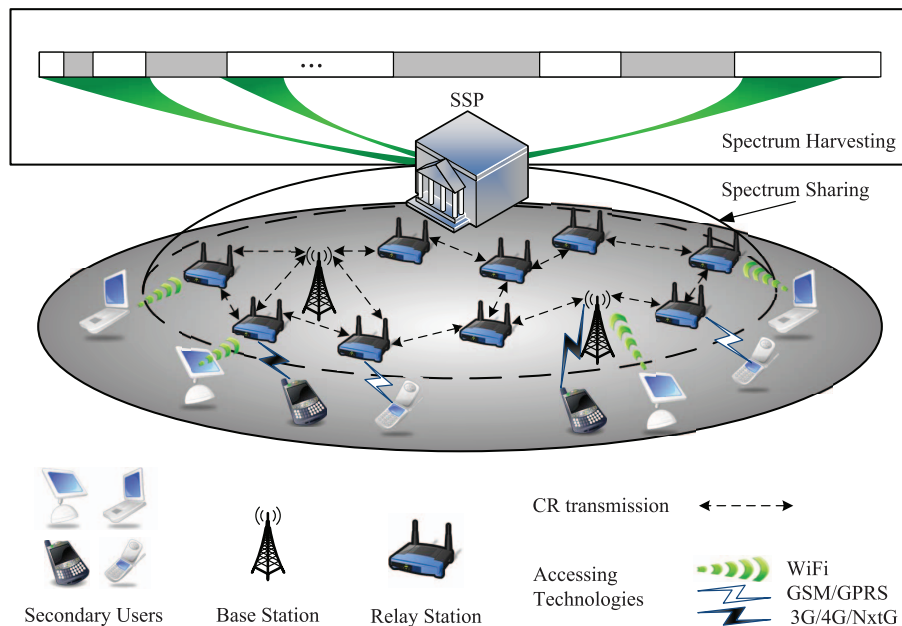 ...
SSP
Spectrum Harvesting
Spectrum Sharing
CR transmission
Accessing
Technologies
WiFi
GSM/GPRS
3G/4G/NxtG
Secondary Users
Base Station
Relay Station